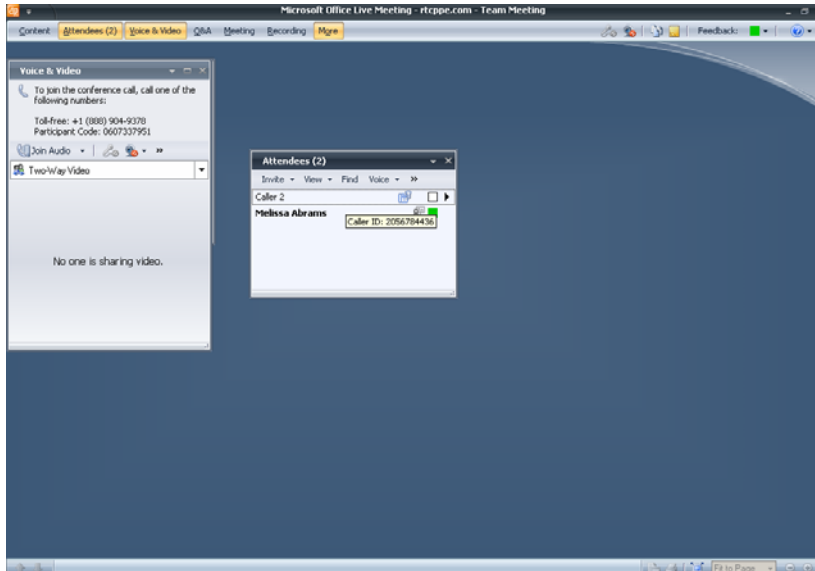 Microsoft Office Live Meeting - rtcppe.com - Team Meeting
Content Attendees (2) Voice & Video Q&A Meeting Recording More Feedback:
Voice & Video
To join the conference call, call one of the
following numbers:
Toll-free: +1 (888) 904-9378
Participant Code: 0607337951
Join Audio
Two-Way Video
No one is sharing video.
Attendees (2)
Invite View Find Voice
Caller 2
Melissa Abrams
Caller ID: 2056784436
Fit to Page